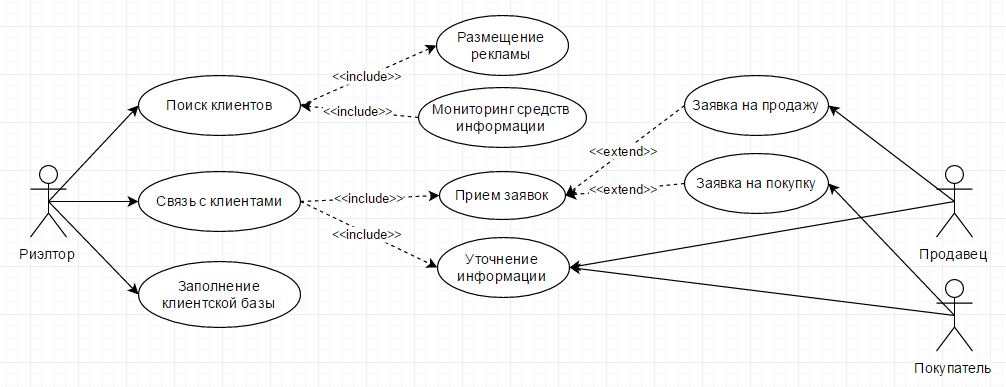 Размещение
рекламы
<<include>>
Поиск клиентов
<<include>>
Мониторинг средств
информации
Заявка на продажу
<<extend>>
Связь с клиентами
<<include>>
Прием заявок
<<extend>>
Заявка на покупку
<<include>>
Риэлтор
Уточнение
информации
Продавец
Заполнение
клиентской базы
Покупатель